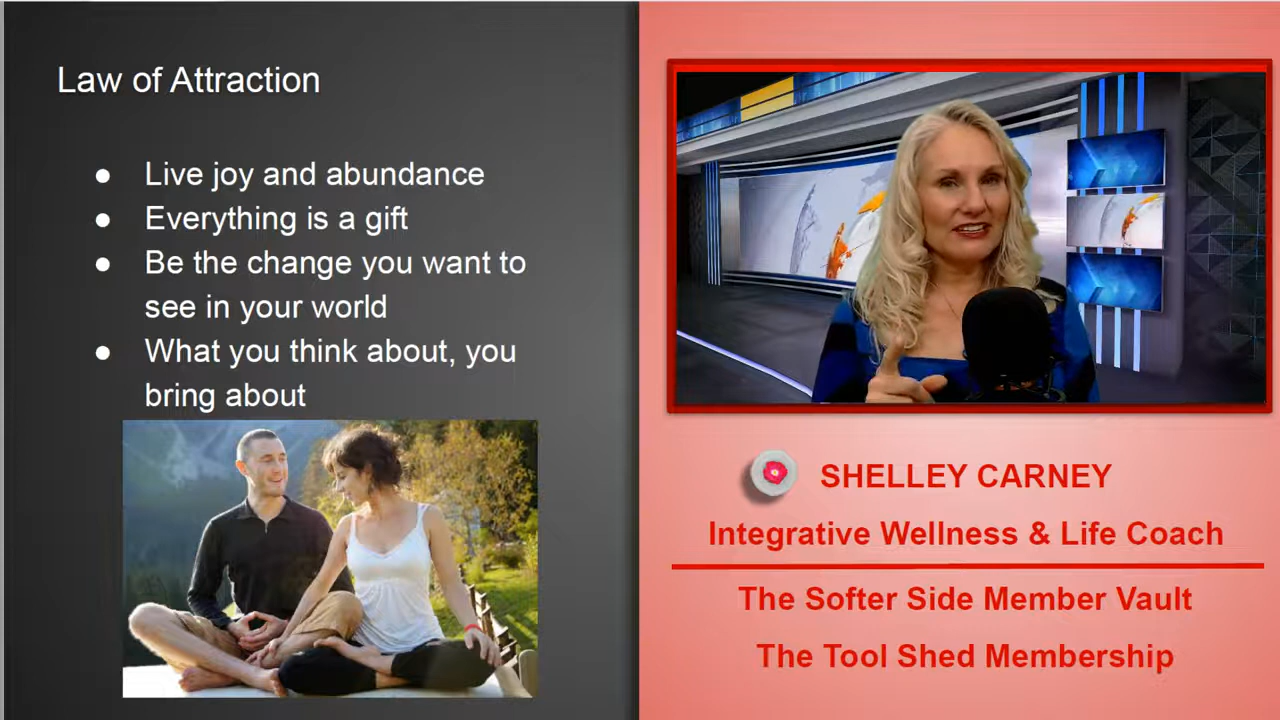 Law of Attraction
● Live joy and abundance
● Everything is a gift
● Be the change you want to
see in your world
● What you think about, you
bring about
SHELLEY CARNEY
Integrative Wellness & Life Coach
The Softer Side Member Vault
The Tool Shed Membership